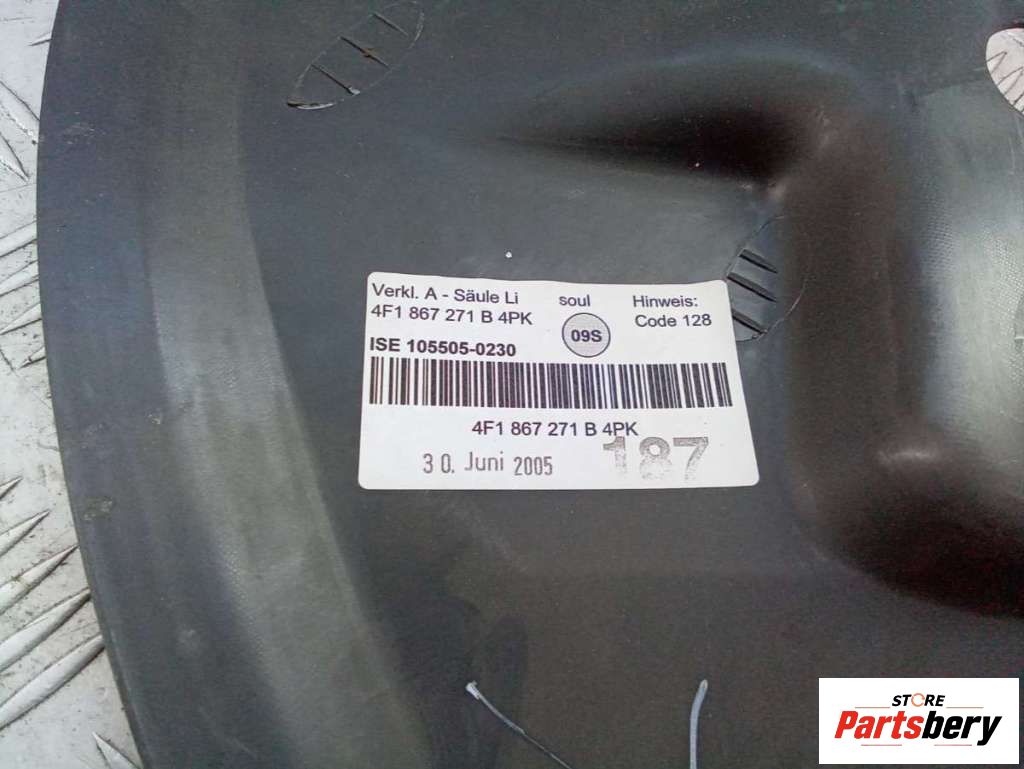 Verkl. A - Säule Li soul Hinweis:
4F1 867 271 B 4PK 09S Code 128
ISE 105505-0230
4F1 867 271 B 4PK
30. Juni 2005 187
STORE
Partsbery